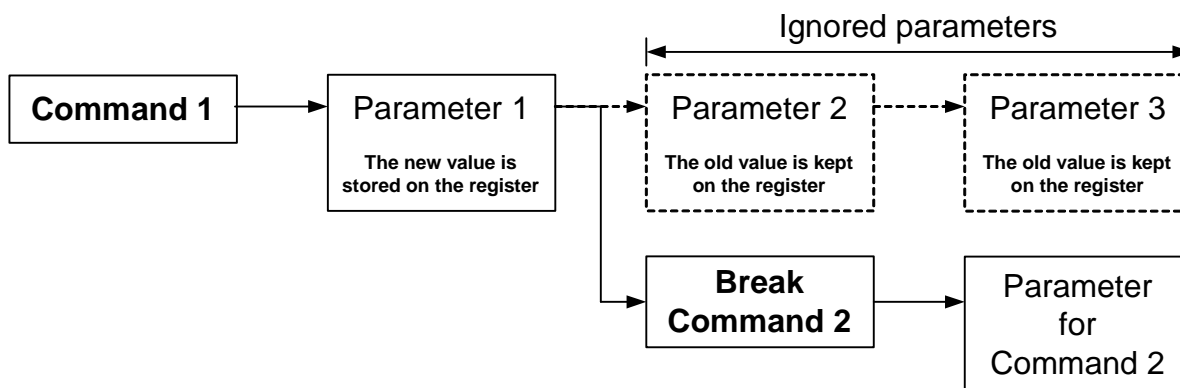 Ignored parameters
Command 1
Parameter 1
The new value is
stored on the register
Parameter 2
The old value is kept
on the register
Parameter 3
The old value is kept
on the register
Break
Command 2
Parameter
for
Command 2